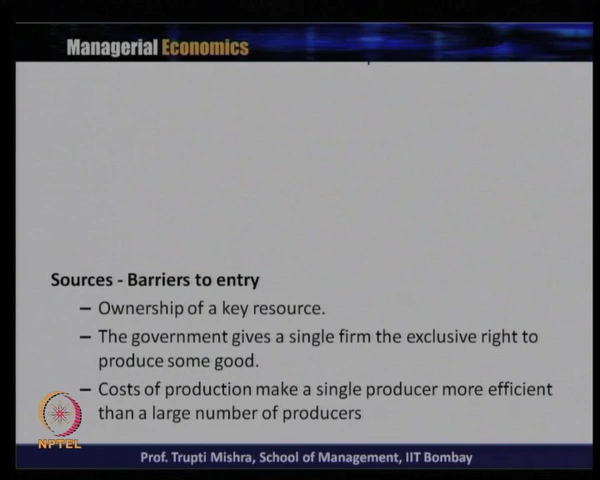 Managerial Economics
Sources - Barriers to entry
– Ownership of a key resource.
– The government gives a single firm the exclusive right to
produce some good.
– Costs of production make a single producer more efficient
than a large number of producers
NPTEL
Prof. Trupti Mishra, School of Management, IIT Bombay